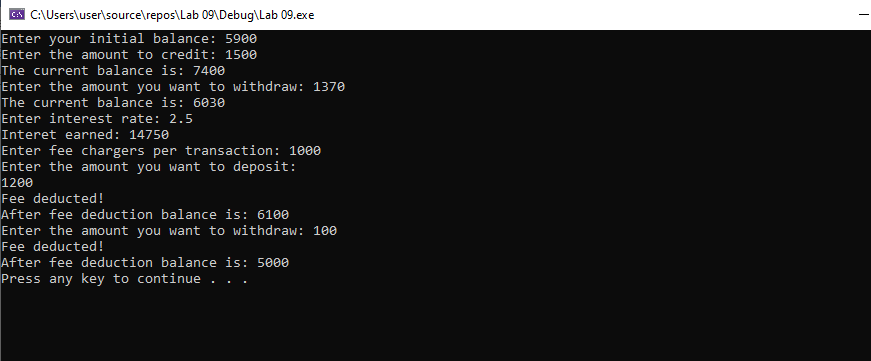 C:\Users\user\source\repos\Lab 09\Debug\Lab 09.exe
Enter your initial balance: 5900
Enter the amount to credit: 1500
The current balance is: 7400
Enter the amount you want to withdraw: 1370
The current balance is: 6030
Enter interest rate: 2.5
Interet earned: 14750
Enter fee chargers per transaction: 1000
Enter the amount you want to deposit:
1200
Fee deducted!
After fee deduction balance is: 6100
Enter the amount you want to withdraw: 100
Fee deducted!
After fee deduction balance is: 5000
Press any key to continue . . .